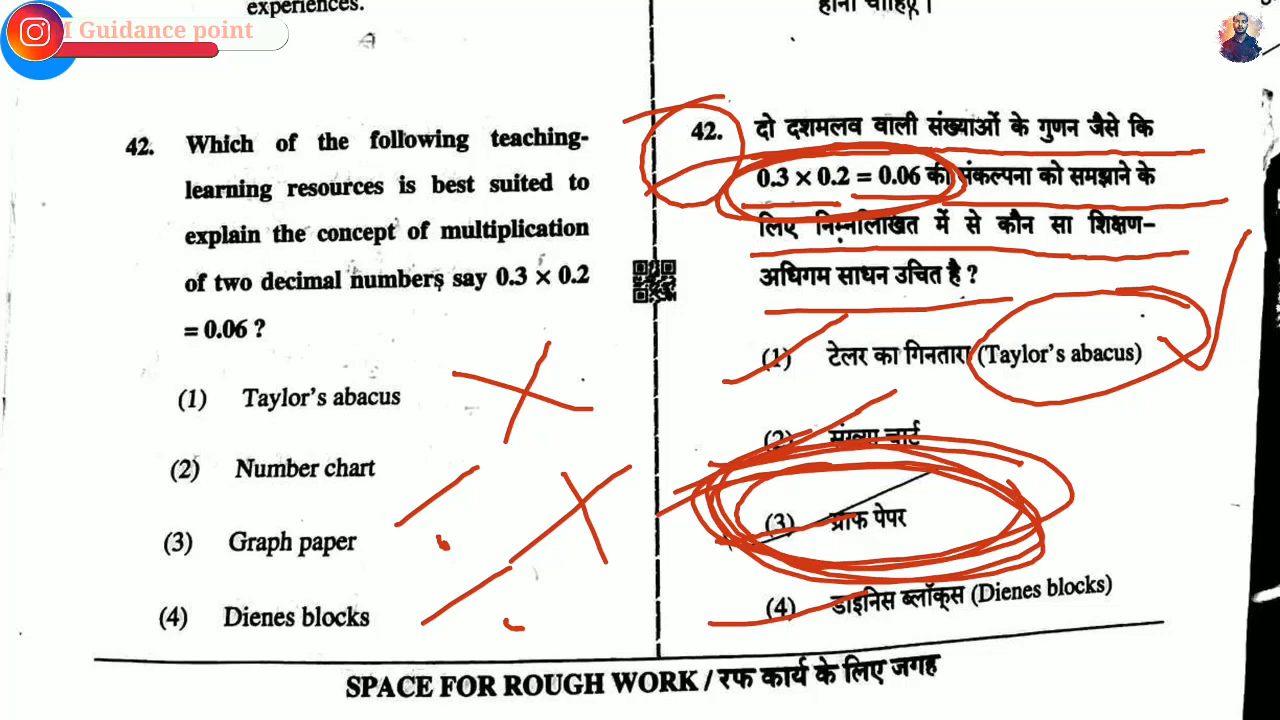 experiences.
I Guidance point
42. Which of the following teaching-
learning resources is best suited to
explain the concept of multiplication
of two decimal numbers say 0.3 × 0.2
= 0.06 ?
(1) Taylor's abacus
(2) Number chart
(3) Graph paper
(4) Dienes blocks
होना चाहिए।
42. दो दशमलव वाली संख्याओं के गुणन जैसे कि
0.3 × 0.2 = 0.06 की संकल्पना को समझाने के
लिए निम्नलिखित में से कौन सा शिक्षण-
अधिगम साधन उचित है ?
(1) टेलर का गिनतारा (Taylor's abacus)
(2) संख्या चार्ट
(3) ग्राफ पेपर
(4) डाइनिस ब्लॉक्स (Dienes blocks)
SPACE FOR ROUGH WORK / रफ कार्य के लिए जगह